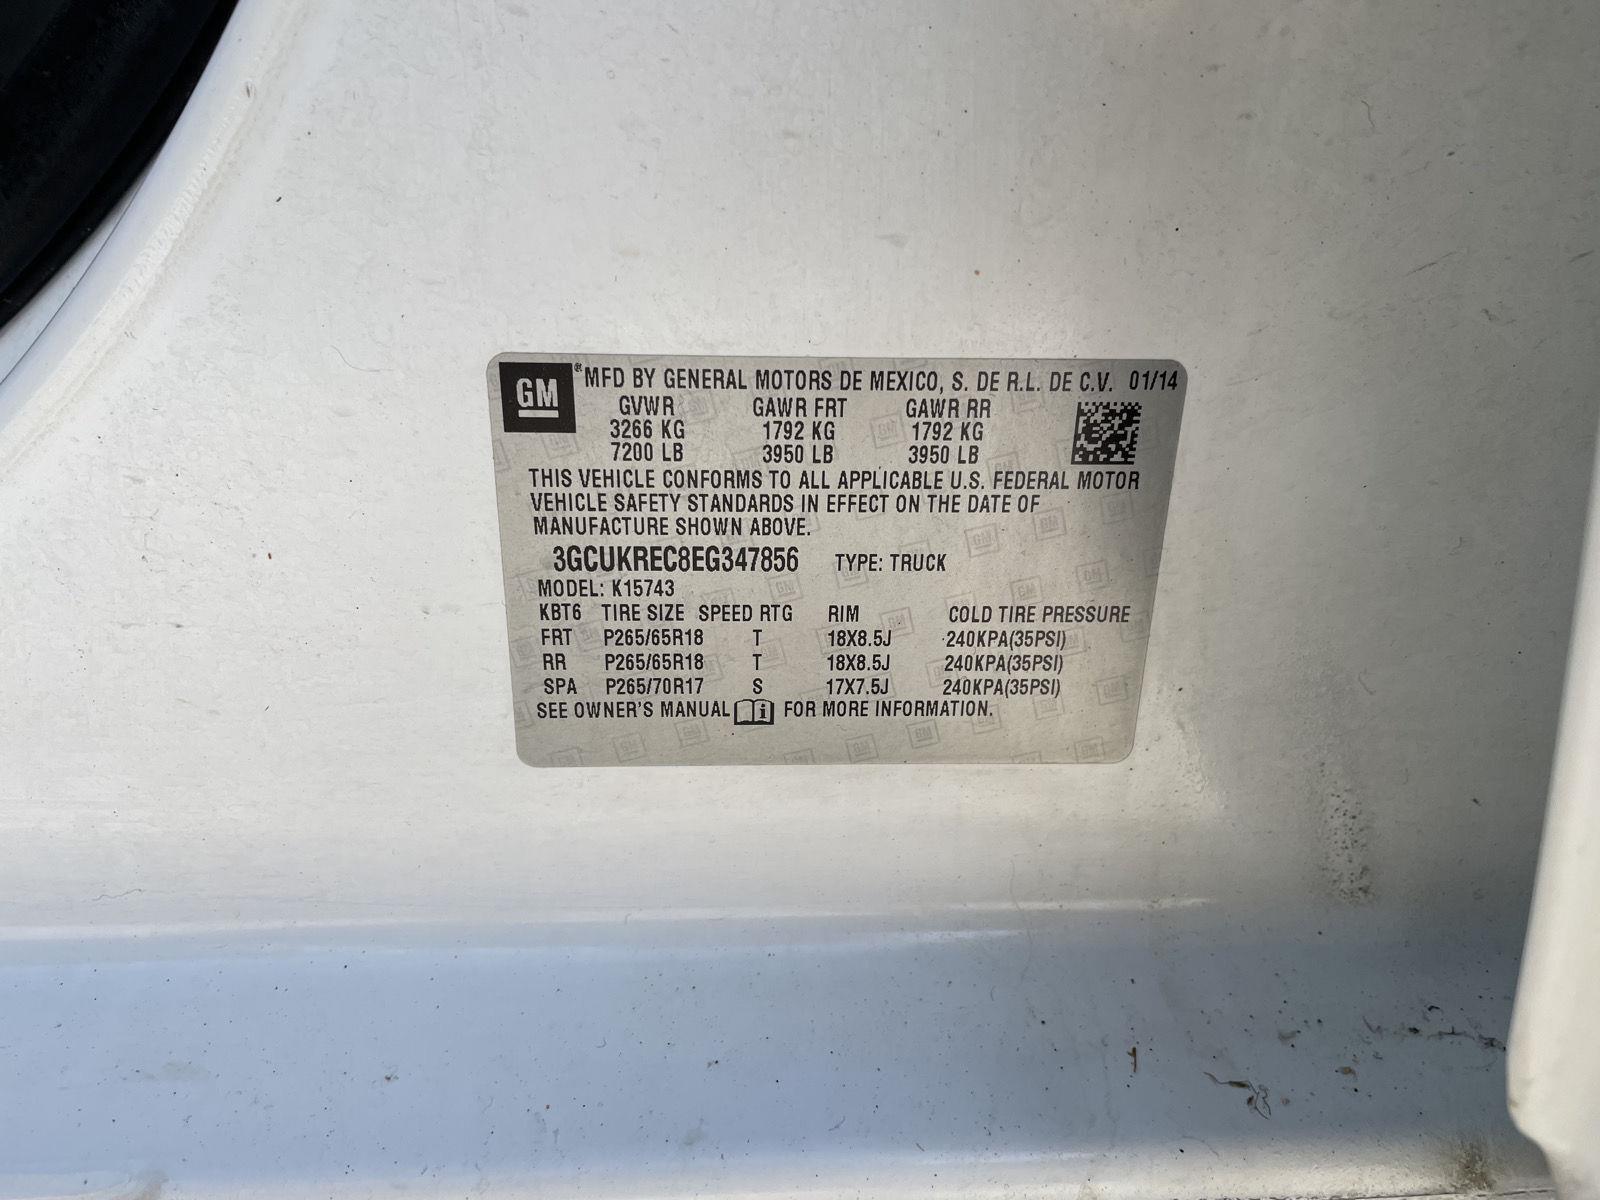 GM ® MFD BY GENERAL MOTORS DE MEXICO, S. DE R.L. DE C.V. 01/14
GVWR GAWR FRT GAWR RR
3266 KG 1792 KG 1792 KG
7200 LB 3950 LB 3950 LB
THIS VEHICLE CONFORMS TO ALL APPLICABLE U.S. FEDERAL MOTOR
VEHICLE SAFETY STANDARDS IN EFFECT ON THE DATE OF
MANUFACTURE SHOWN ABOVE.
3GCUKREC8EG347856 TYPE: TRUCK
MODEL: K15743
KBT6 TIRE SIZE SPEED RTG RIM COLD TIRE PRESSURE
FRT P265/65R18 T 18X8.5J 240KPA(35PSI)
RR P265/65R18 T 18X8.5J 240KPA(35PSI)
SPA P265/70R17 S 17X7.5J 240KPA(35PSI)
SEE OWNER'S MANUAL i FOR MORE INFORMATION.